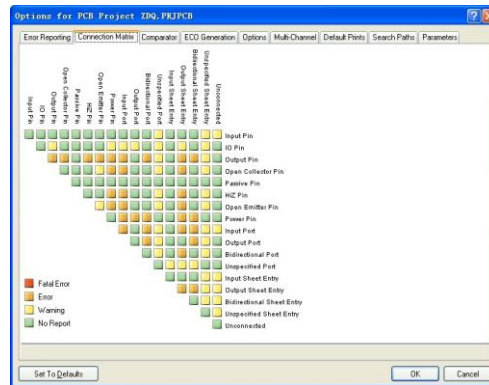 Options for PCB Project ZDQ.PRJPCB
Error Reporting Connection Matrix Comparator ECO Generation Options Multi-Channel Default Prints Search Paths Parameters
Input Pin
IO Pin
Output Pin
Open Collector Pin
Passive Pin
HiZ Pin
Open Emitter Pin
Power Pin
Input Port
Output Port
Bidirectional Port
Unspecified Port
Input Sheet Entry
Output Sheet Entry
Bidirectional Sheet Entry
Unspecified Sheet Entry
Unconnected
Input Pin
IO Pin
Output Pin
Open Collector Pin
Passive Pin
HiZ Pin
Open Emitter Pin
Power Pin
Input Port
Output Port
Bidirectional Port
Unspecified Port
Input Sheet Entry
Output Sheet Entry
Bidirectional Sheet Entry
Unspecified Sheet Entry
Unconnected
Fatal Error
Error
Warning
No Report
Set To Defaults OK Cancel